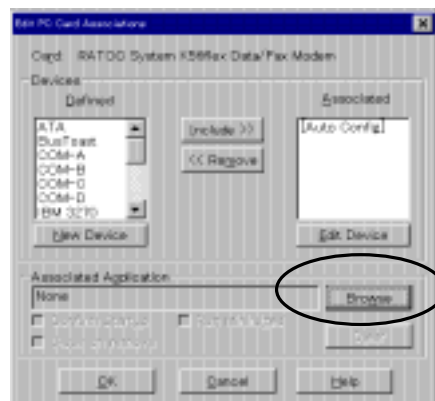 Edit PC Card Associations
Card: RATOC System K56flex Data/Fax Modem
Devices
Defined
Associated
ATA
BusToast
COM-A
COM-B
COM-C
COM-D
IBM 3270
Include >>
<< Remove
[Auto Config]
New Device
Edit Device
Associated Application
None
Browse
OK
Cancel
Help